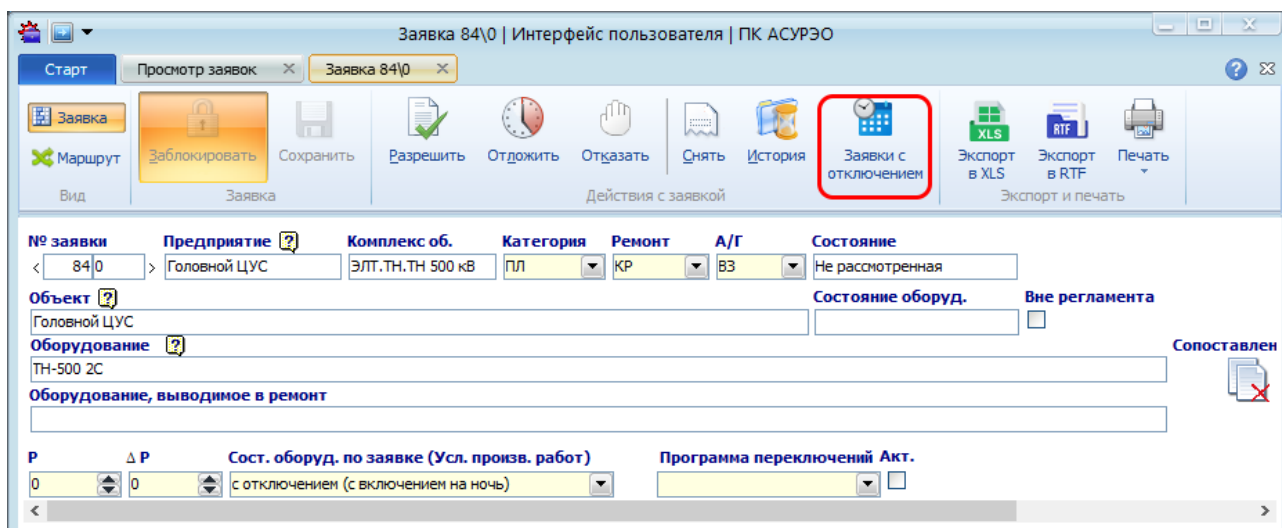 Заявка 84\0 | Интерфейс пользователя | ПК АСУРЭО
Старт Просмотр заявок Заявка 84\0
Заявка
Маршрут
Вид
Заблокировать Сохранить
Заявка
Разрешить Отложить Отказать Снять История Заявки с отключением
Действия с заявкой
Экспорт в XLS Экспорт в RTF Печать
Экспорт и печать
№ заявки Предприятие ? Комплекс об. Категория Ремонт А/Г Состояние
< 84 0 > Головной ЦУС ЭЛТ.ТН.ТН 500 кВ ПЛ КР ВЗ Не рассмотренная
Объект ? Состояние оборуд. Вне регламента
Головной ЦУС
Оборудование ? Сопоставлен
ТН-500 2С
Оборудование, выводимое в ремонт
Р Δ Р Сост. оборуд. по заявке (Усл. произв. работ) Программа переключений Акт.
0 0 с отключением (с включением на ночь)